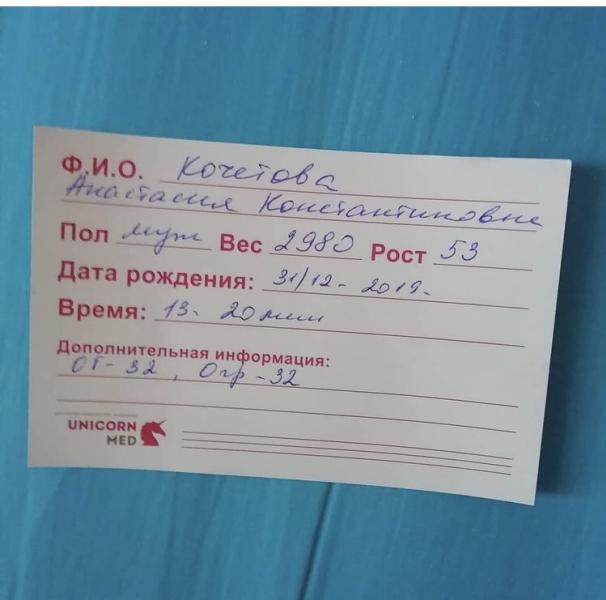 Ф.И.О. Кочетова
Анастасия Константиновна
Пол муж Вес 2980 Рост 53
Дата рождения: 31/12-2019.
Время: 13. 20 мин
Дополнительная информация:
ОГ-32, Огр-32
UNICORN
MED